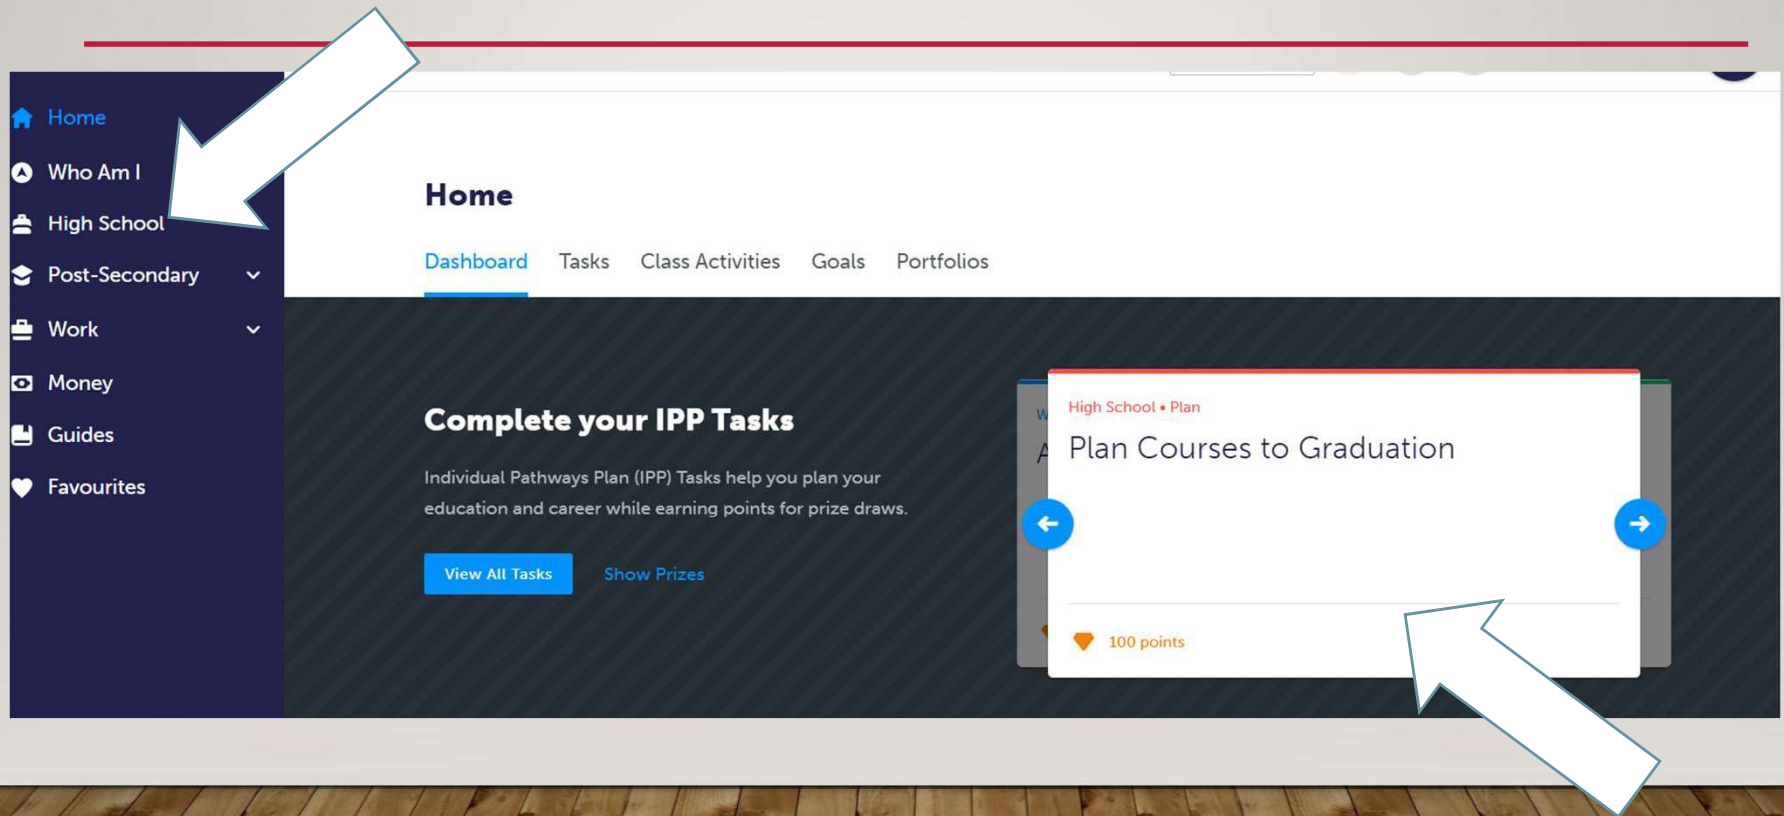 Home
Who Am I
High School
Post-Secondary
Work
Money
Guides
Favourites
Home
Dashboard Tasks Class Activities Goals Portfolios
Complete your IPP Tasks
Individual Pathways Plan (IPP) Tasks help you plan your
education and career while earning points for prize draws.
View All Tasks Show Prizes
W
A
High School • Plan
Plan Courses to Graduation
100 points